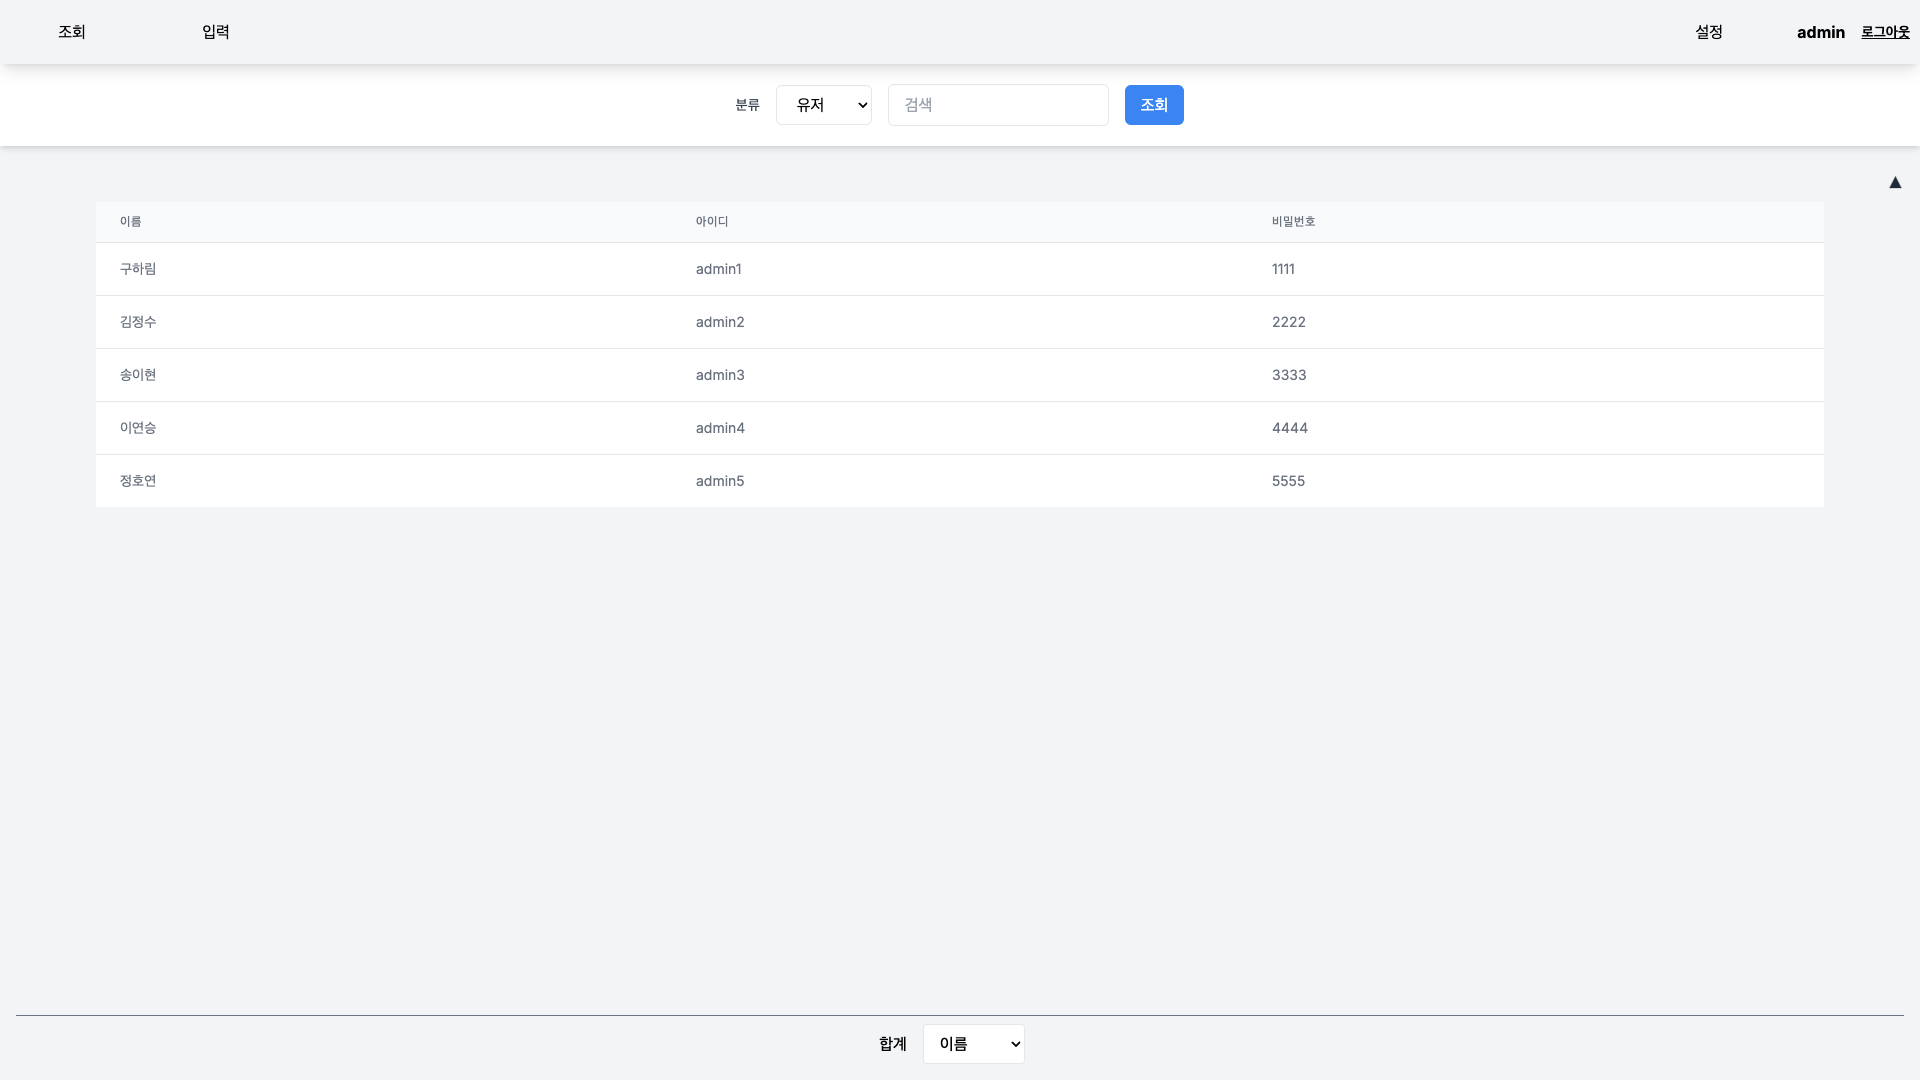 조회 입력 설정 admin 로그아웃
분류 유저 검색 조회
▲
이름 아이디 비밀번호
구하림 admin1 1111
김정수 admin2 2222
송이현 admin3 3333
이연승 admin4 4444
정호연 admin5 5555
합계 이름